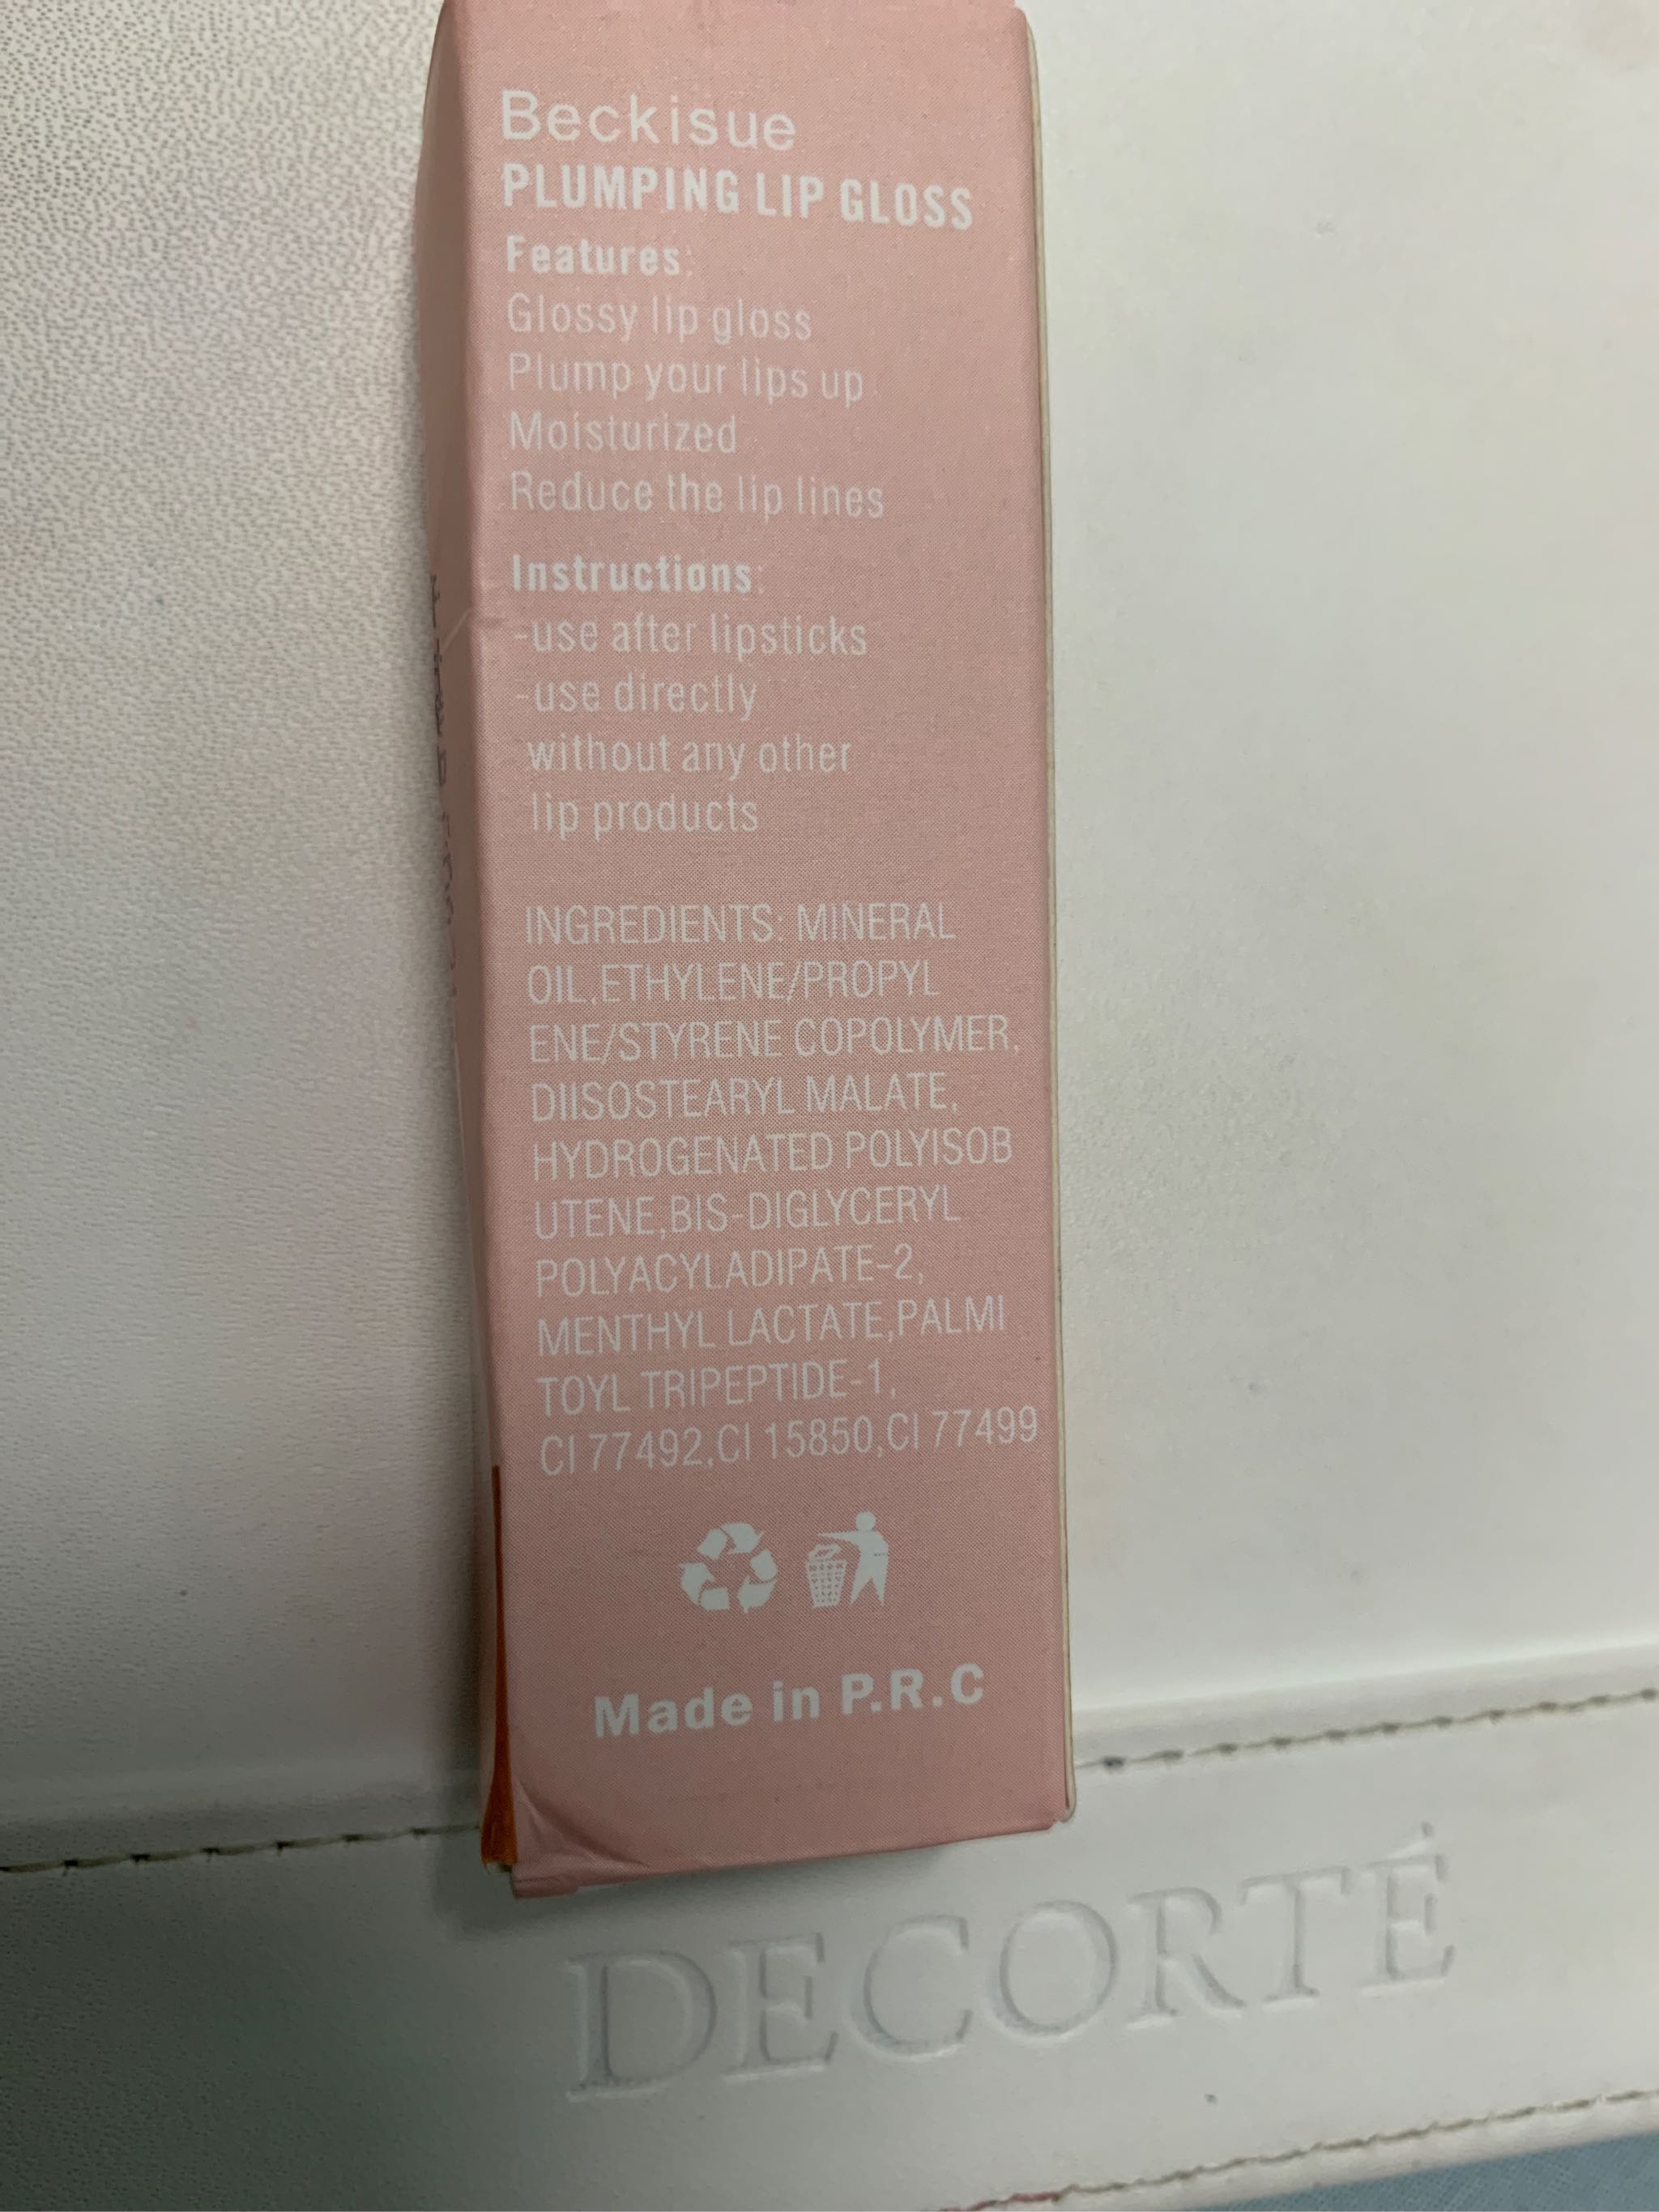 Beckisue
PLUMPING LIP GLOSS
Features:
Glossy lip gloss
Plump your lips up
Moisturized
Reduce the lip lines
Instructions:
-use after lipsticks
-use directly
without any other
lip products
INGREDIENTS: MINERAL
OIL,ETHYLENE/PROPYL
ENE/STYRENE COPOLYMER,
DIISOSTEARYL MALATE,
HYDROGENATED POLYISOB
UTENE,BIS-DIGLYCERYL
POLYACYLADIPATE-2,
MENTHYL LACTATE,PALMI
TOYL TRIPEPTIDE-1,
CI 77492,CI 15850,CI 77499
Made in P.R.C
DECORTÉ